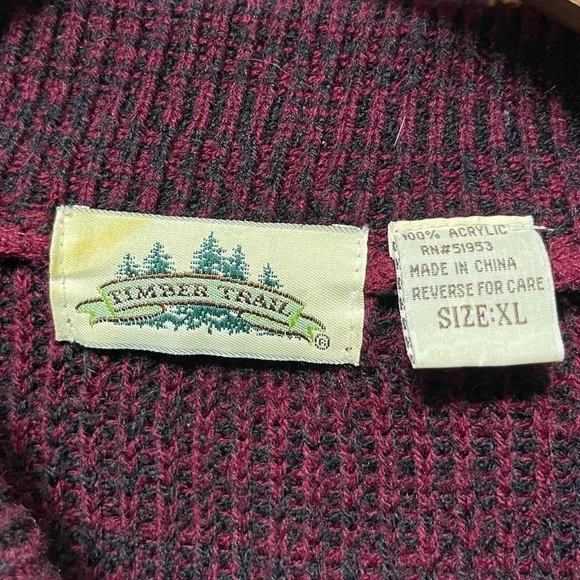 TIMBER TRAIL
®
100% ACRYLIC
RN#51953
MADE IN CHINA
REVERSE FOR CARE
SIZE:XL